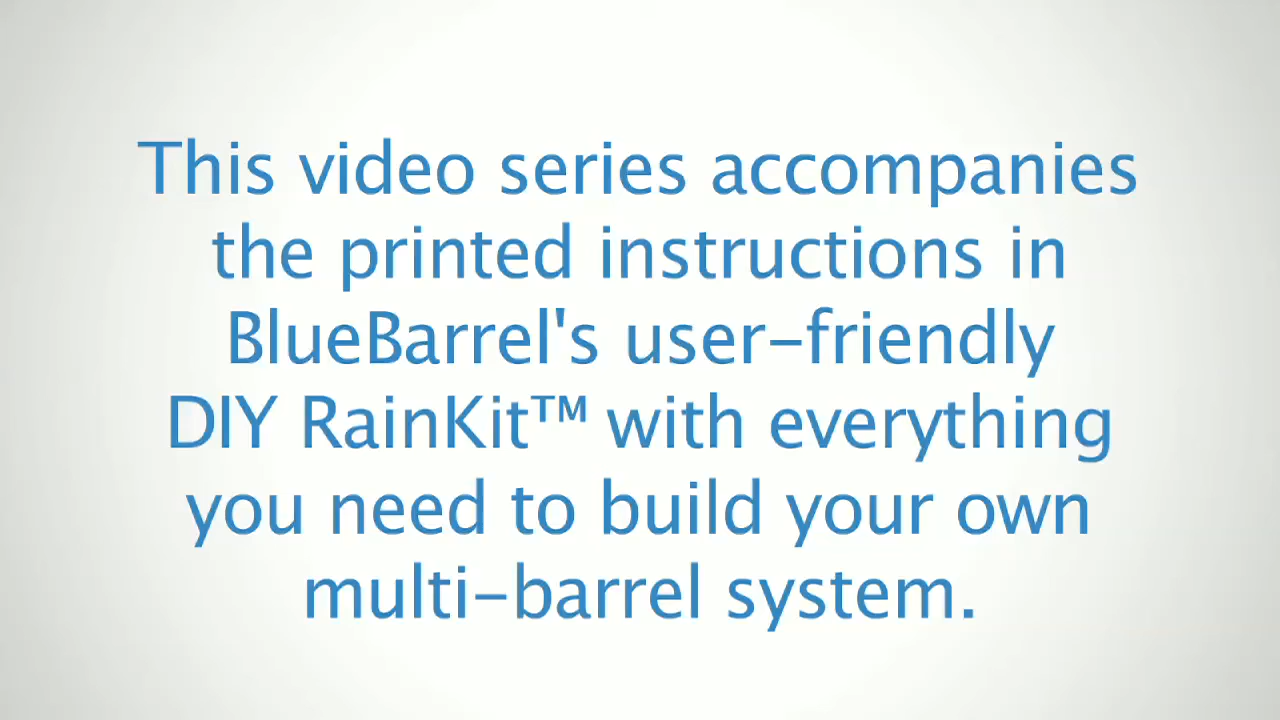 This video series accompanies
the printed instructions in
BlueBarrel's user-friendly
DIY RainKit™ with everything
you need to build your own
multi-barrel system.